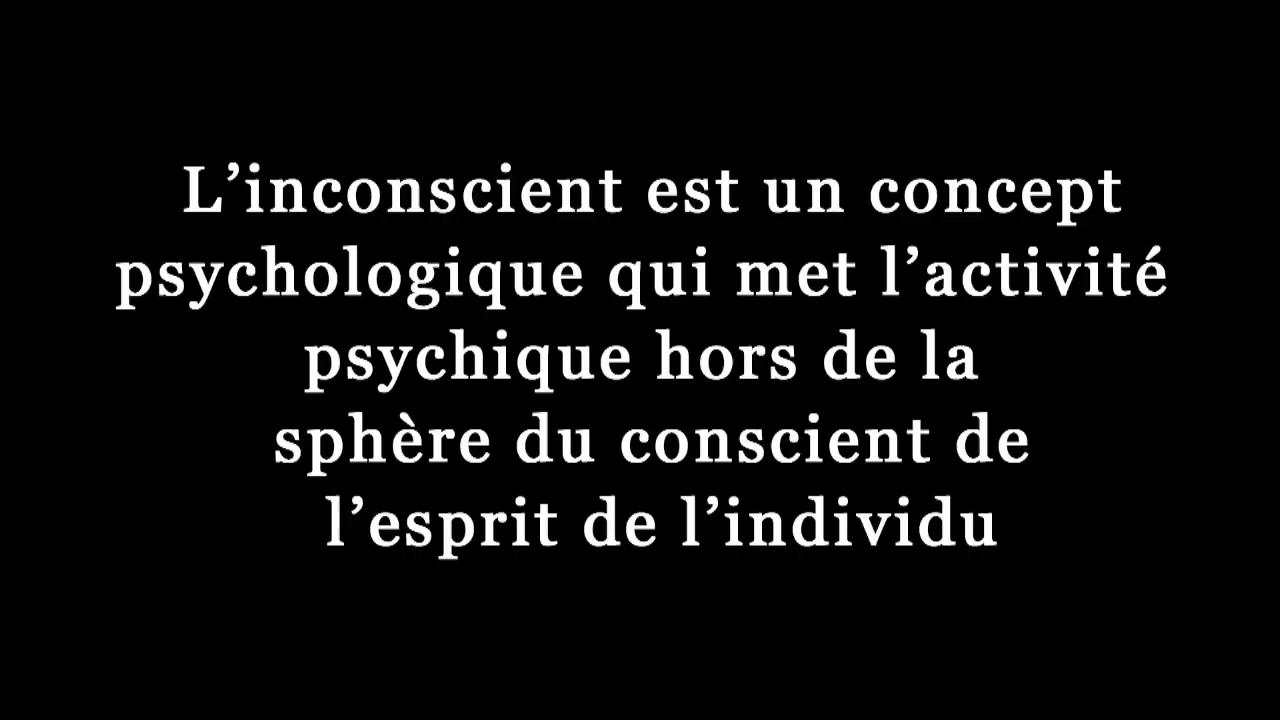 L’inconscient est un concept
psychologique qui met l’activité
psychique hors de la
sphère du conscient de
l’esprit de l’individu